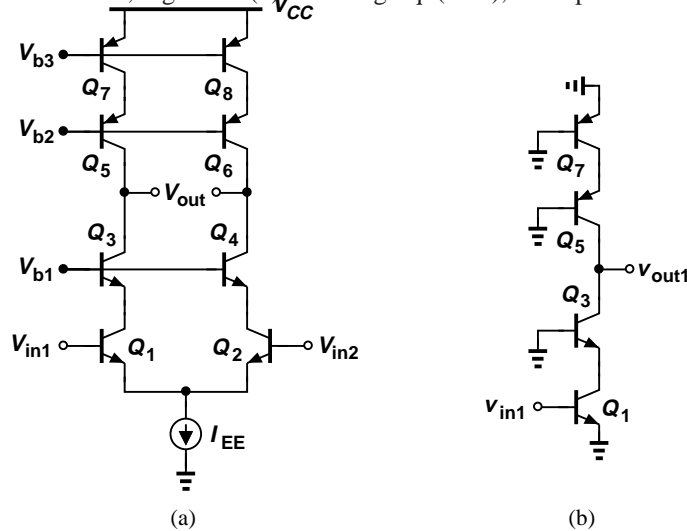 V_CC
V_b3
Q_7
Q_8
V_b2
Q_5
Q_6
V_out
Q_3
Q_4
V_b1
V_in1
Q_1
Q_2
V_in2
I_EE
(a)
Q_7
Q_5
v_out1
Q_3
v_in1
Q_1
(b)